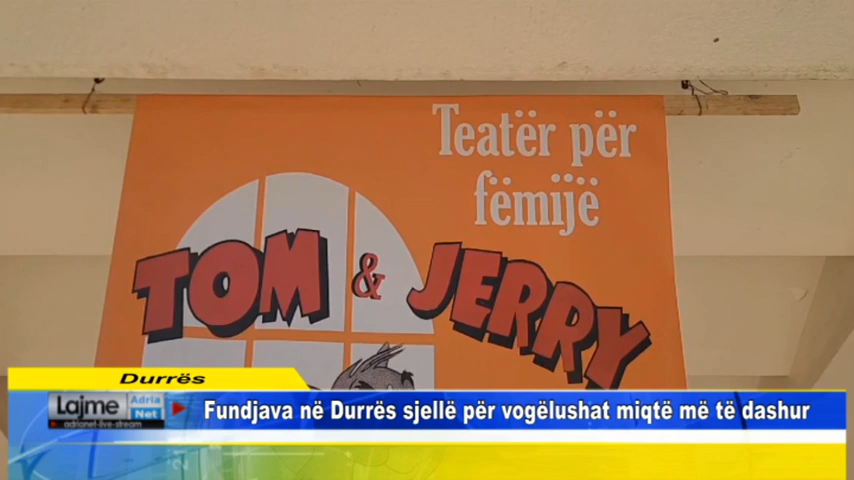 Teatër për
fëmijë
TOM & JERRY
Durrës
Lajme Adria Net
adrianet-live-stream
Fundjava në Durrës sjellë për vogëlushat miqtë më të dashur